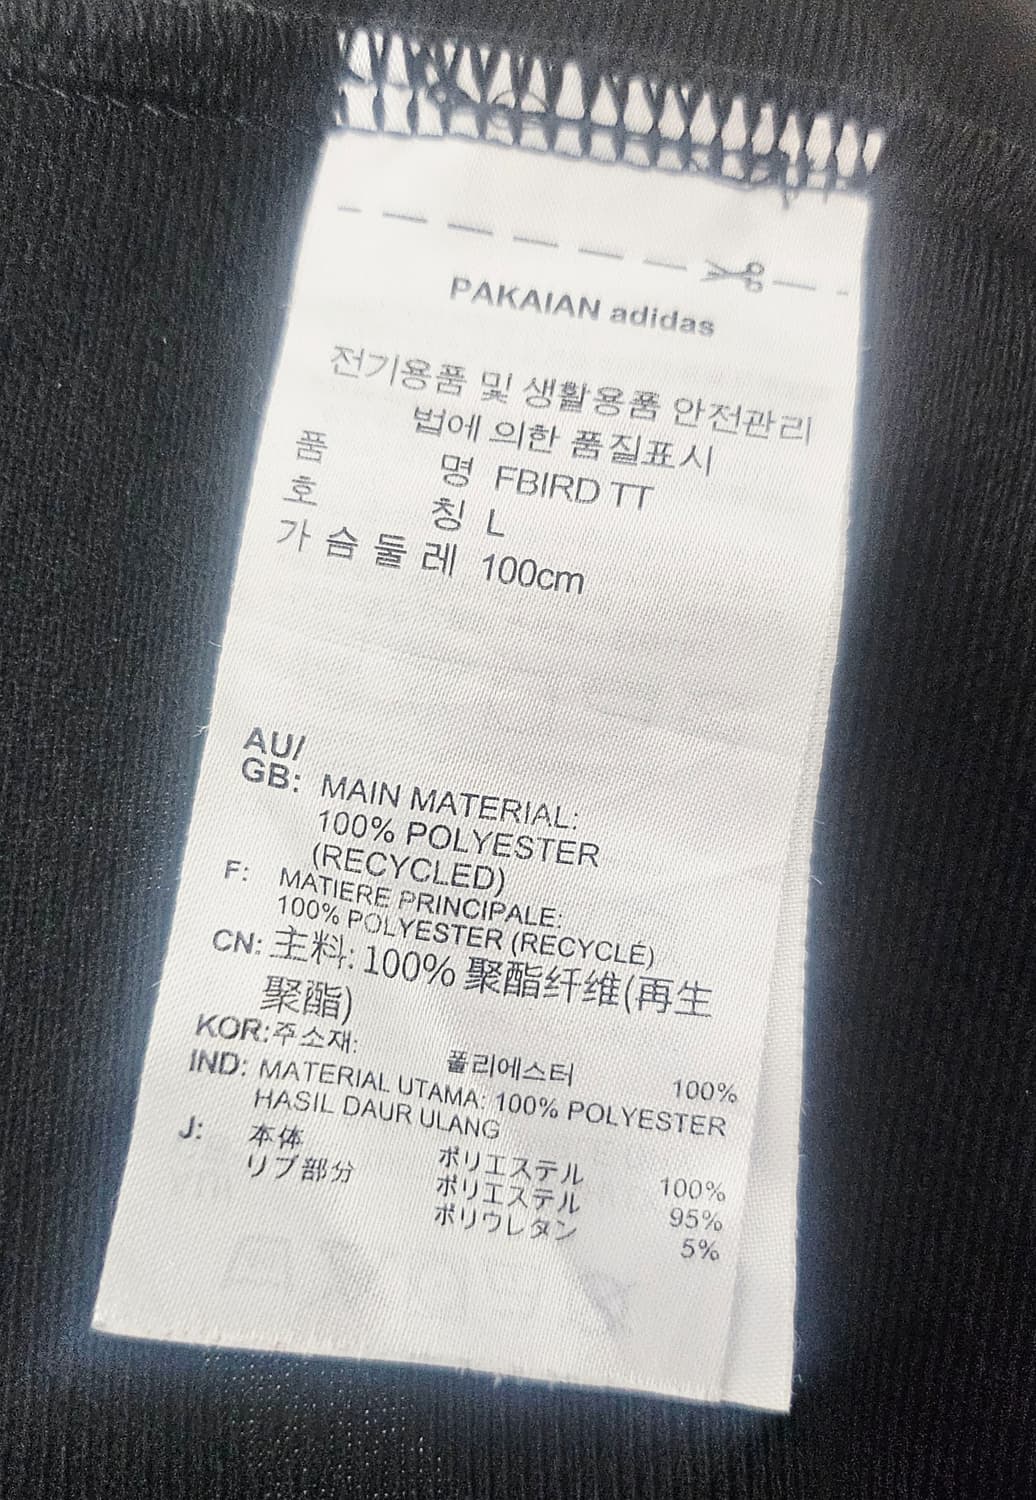 PAKAIAN adidas
전기용품 및 생활용품 안전관리
법에 의한 품질표시
품 명 FBIRD TT
호 칭 L
가 슴 둘 레 100cm
AU/
GB: MAIN MATERIAL:
100% POLYESTER
(RECYCLED)
F: MATIERE PRINCIPALE:
100% POLYESTER (RECYCLÉ)
CN: 主料: 100% 聚酯纤维(再生
聚酯)
KOR: 주소재: 폴리에스터 100%
IND: MATERIAL UTAMA: 100% POLYESTER
HASIL DAUR ULANG
J: 本体 ポリエステル 100%
リブ部分 ポリエステル 95%
ポリウレタン 5%